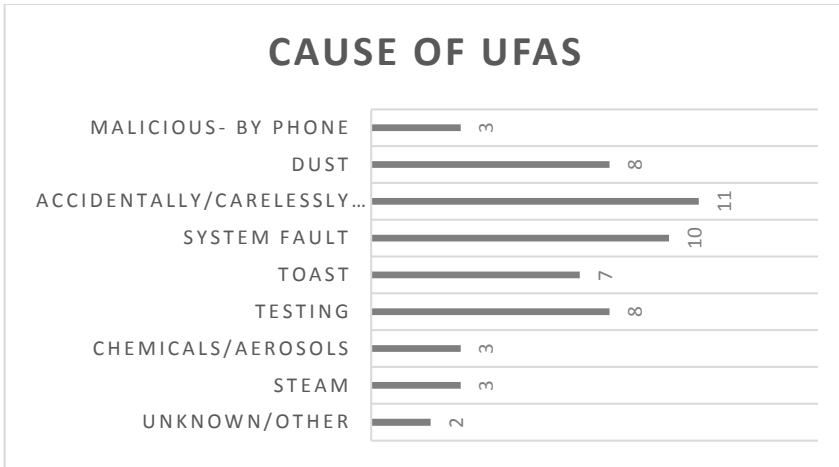 CAUSE OF UFAS
MALICIOUS- BY PHONE 3
DUST 8
ACCIDENTALLY/CARELESSLY… 11
SYSTEM FAULT 10
TOAST 7
TESTING 8
CHEMICALS/AEROSOLS 3
STEAM 3
UNKNOWN/OTHER 2